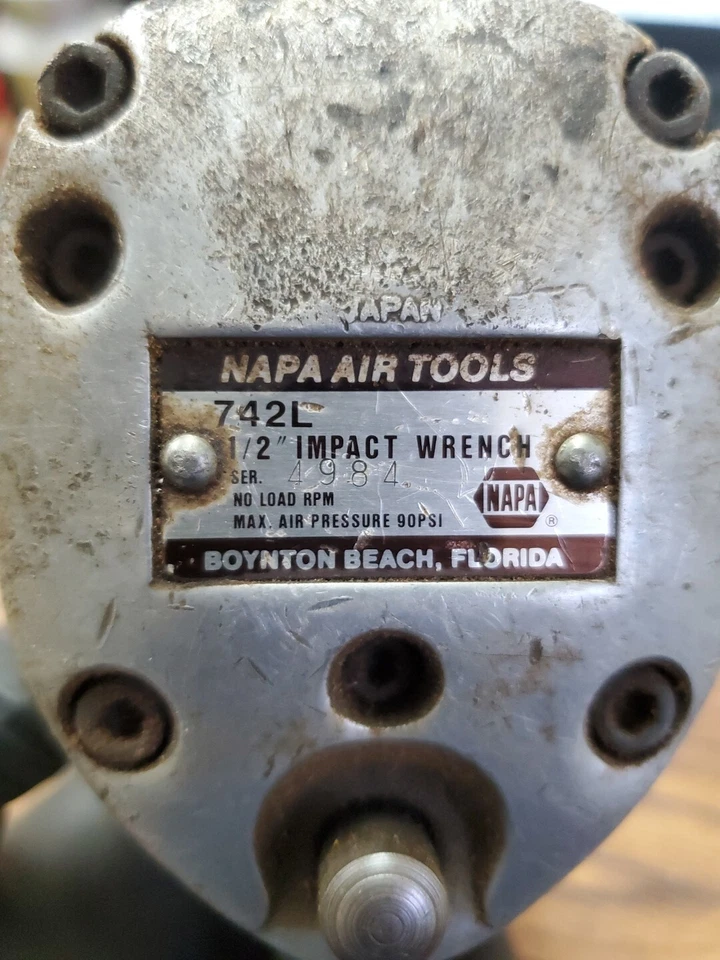 JAPAN
NAPA AIR TOOLS
742L
1/2" IMPACT WRENCH
SER. 4984
NO LOAD RPM
MAX. AIR PRESSURE 90PSI
NAPA ®
BOYNTON BEACH, FLORIDA